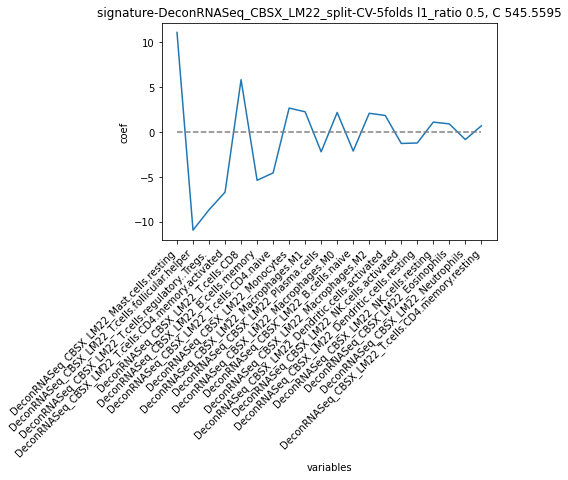 signature-DeconRNASeq_CBSX_LM22_split-CV-5folds l1_ratio 0.5, C 545.5595
10
5
0
−5
−10
coef
DeconRNASeq_CBSX_LM22_Mast.cells.resting
DeconRNASeq_CBSX_LM22_T.cells.follicular.helper
DeconRNASeq_CBSX_LM22_T.cells.regulatory..Tregs.
DeconRNASeq_CBSX_LM22_T.cells.CD4.memory.activated
DeconRNASeq_CBSX_LM22_T.cells.CD8
DeconRNASeq_CBSX_LM22_B.cells.memory
DeconRNASeq_CBSX_LM22_T.cells.CD4.naive
DeconRNASeq_CBSX_LM22_Monocytes
DeconRNASeq_CBSX_LM22_Macrophages.M1
DeconRNASeq_CBSX_LM22_Plasma.cells
DeconRNASeq_CBSX_LM22_Macrophages.M0
DeconRNASeq_CBSX_LM22_B.cells.naive
DeconRNASeq_CBSX_LM22_Macrophages.M2
DeconRNASeq_CBSX_LM22_Dendritic.cells.activated
DeconRNASeq_CBSX_LM22_NK.cells.activated
DeconRNASeq_CBSX_LM22_Dendritic.cells.resting
DeconRNASeq_CBSX_LM22_NK.cells.resting
DeconRNASeq_CBSX_LM22_Eosinophils
DeconRNASeq_CBSX_LM22_Neutrophils
DeconRNASeq_CBSX_LM22_T.cells.CD4.memory.resting
variables